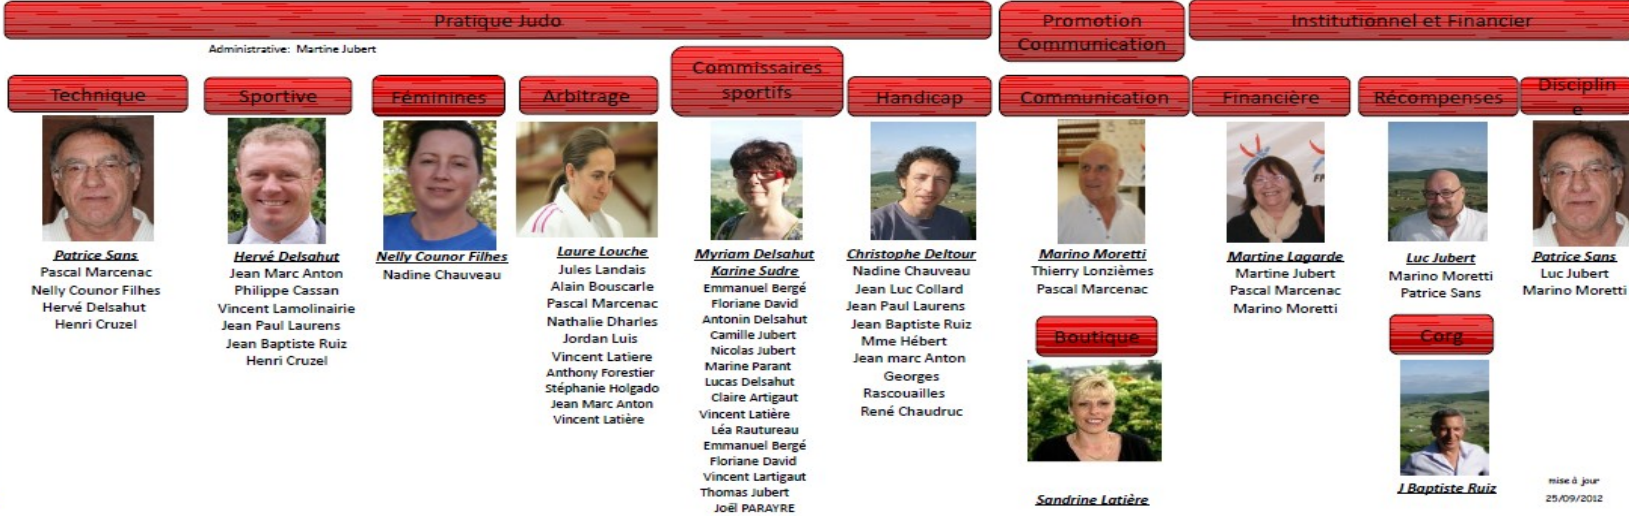 Pratique Judo
Promotion
Communication
Institutionnel et Financier
Administrative: Martine Jubert
Technique
Patrice Sans
Pascal Marcenac
Nelly Counor Filhes
Hervé Delsahut
Henri Cruzel
Sportive
Hervé Delsahut
Jean Marc Anton
Philippe Cassan
Vincent Lamolinairie
Jean Paul Laurens
Jean Baptiste Ruiz
Henri Cruzel
Féminines
Nelly Counor Filhes
Nadine Chauveau
Arbitrage
Laure Louche
Jules Landais
Alain Bouscarle
Pascal Marcenac
Nathalie Dharles
Jordan Luis
Vincent Latiere
Anthony Forestier
Stéphanie Holgado
Jean Marc Anton
Vincent Latière
Commissaires
sportifs
Myriam Delsahut
Karine Sudre
Emmanuel Bergé
Floriane David
Antonin Delsahut
Camille Jubert
Nicolas Jubert
Marine Parant
Lucas Delsahut
Claire Artigaut
Vincent Latière
Léa Rautureau
Emmanuel Bergé
Floriane David
Vincent Lartigaut
Thomas Jubert
Joël PARAYRE
Handicap
Christophe Deltour
Nadine Chauveau
Jean Luc Collard
Jean Paul Laurens
Jean Baptiste Ruiz
Mme Hébert
Jean marc Anton
Georges
Rascouailles
René Chaudruc
Communication
Marino Moretti
Thierry Lonzièmes
Pascal Marcenac
Boutique
Sandrine Latière
Financière
Martine Lagarde
Martine Jubert
Pascal Marcenac
Marino Moretti
Récompenses
Luc Jubert
Marino Moretti
Patrice Sans
Corg
J Baptiste Ruiz
Disciplin
e
Patrice Sans
Luc Jubert
Marino Moretti
mise à jour
25/09/2012